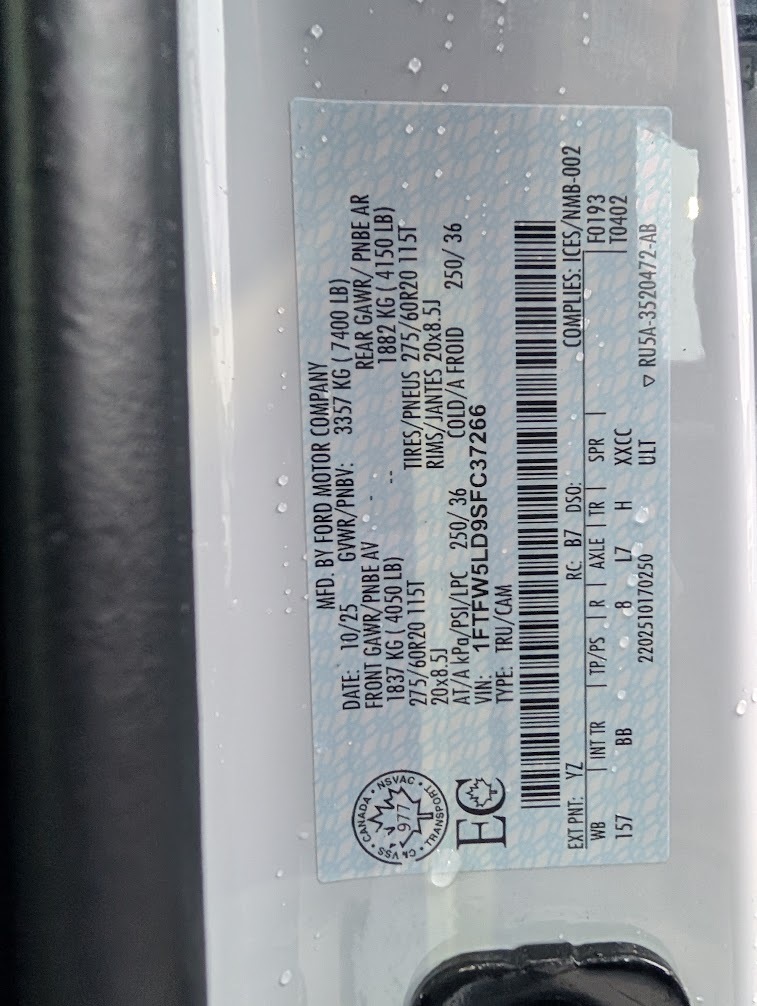 MFD. BY FORD MOTOR COMPANY
DATE: 10/25 GVWR/PNBV: 3357 KG ( 7400 LB)
FRONT GAWR/PNBE AV REAR GAWR/ PNBE AR
1837 KG ( 4050 LB) 1882 KG ( 4150 LB)
275/60R20 115T TIRES/PNEUS 275/60R20 115T
20x8.5J RIMS/JANTES 20x8.5J
AT/A kPa/PSI/LPC 250/ 36 COLD/A FROID 250/ 36
VIN: 1FTFW5LD9SFC37266
TYPE: TRU/CAM
CANADA • NSVAC • TRANSPORT • CMVSS •
977
EC
EXT PNT: YZ RC: B7 DSO: COMPLIES: ICES/NMB-002
WB INT TR TP/PS R AXLE TR SPR F0193
157 BB 8 L7 H XXCC T0402
2202510170250 ULT
▽ RU5A-3520472-AB